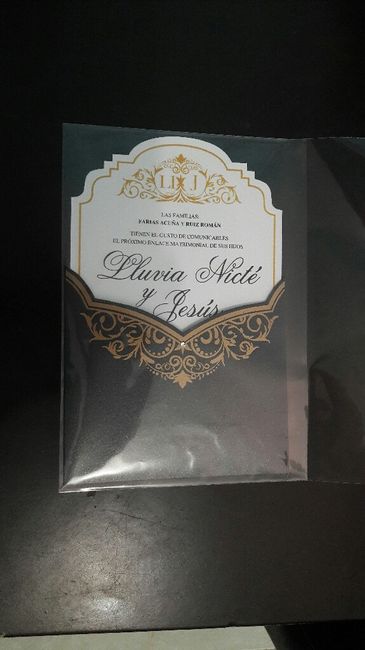 LL J
LAS FAMILIAS:
FARIAS ACUÑA Y RUIZ ROMÁN
TIENEN EL GUSTO DE COMUNICARLES
EL PRÓXIMO ENLACE MATRIMONIAL DE SUS HIJOS
Lluvia Nicté
y Jesús